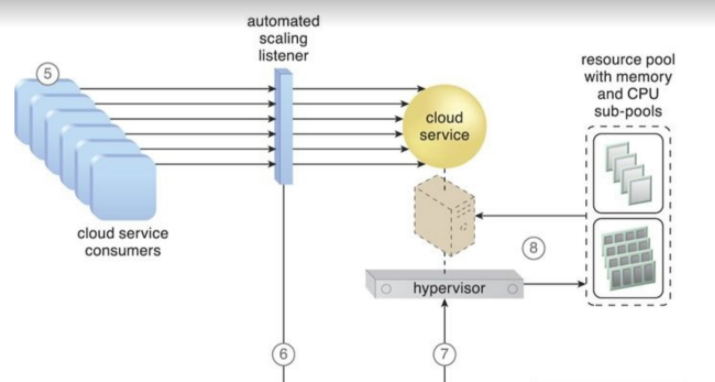 automated
scaling
listener
resource pool
with memory
and CPU
sub-pools
5
cloud
service
cloud service
consumers
8
hypervisor
6
7